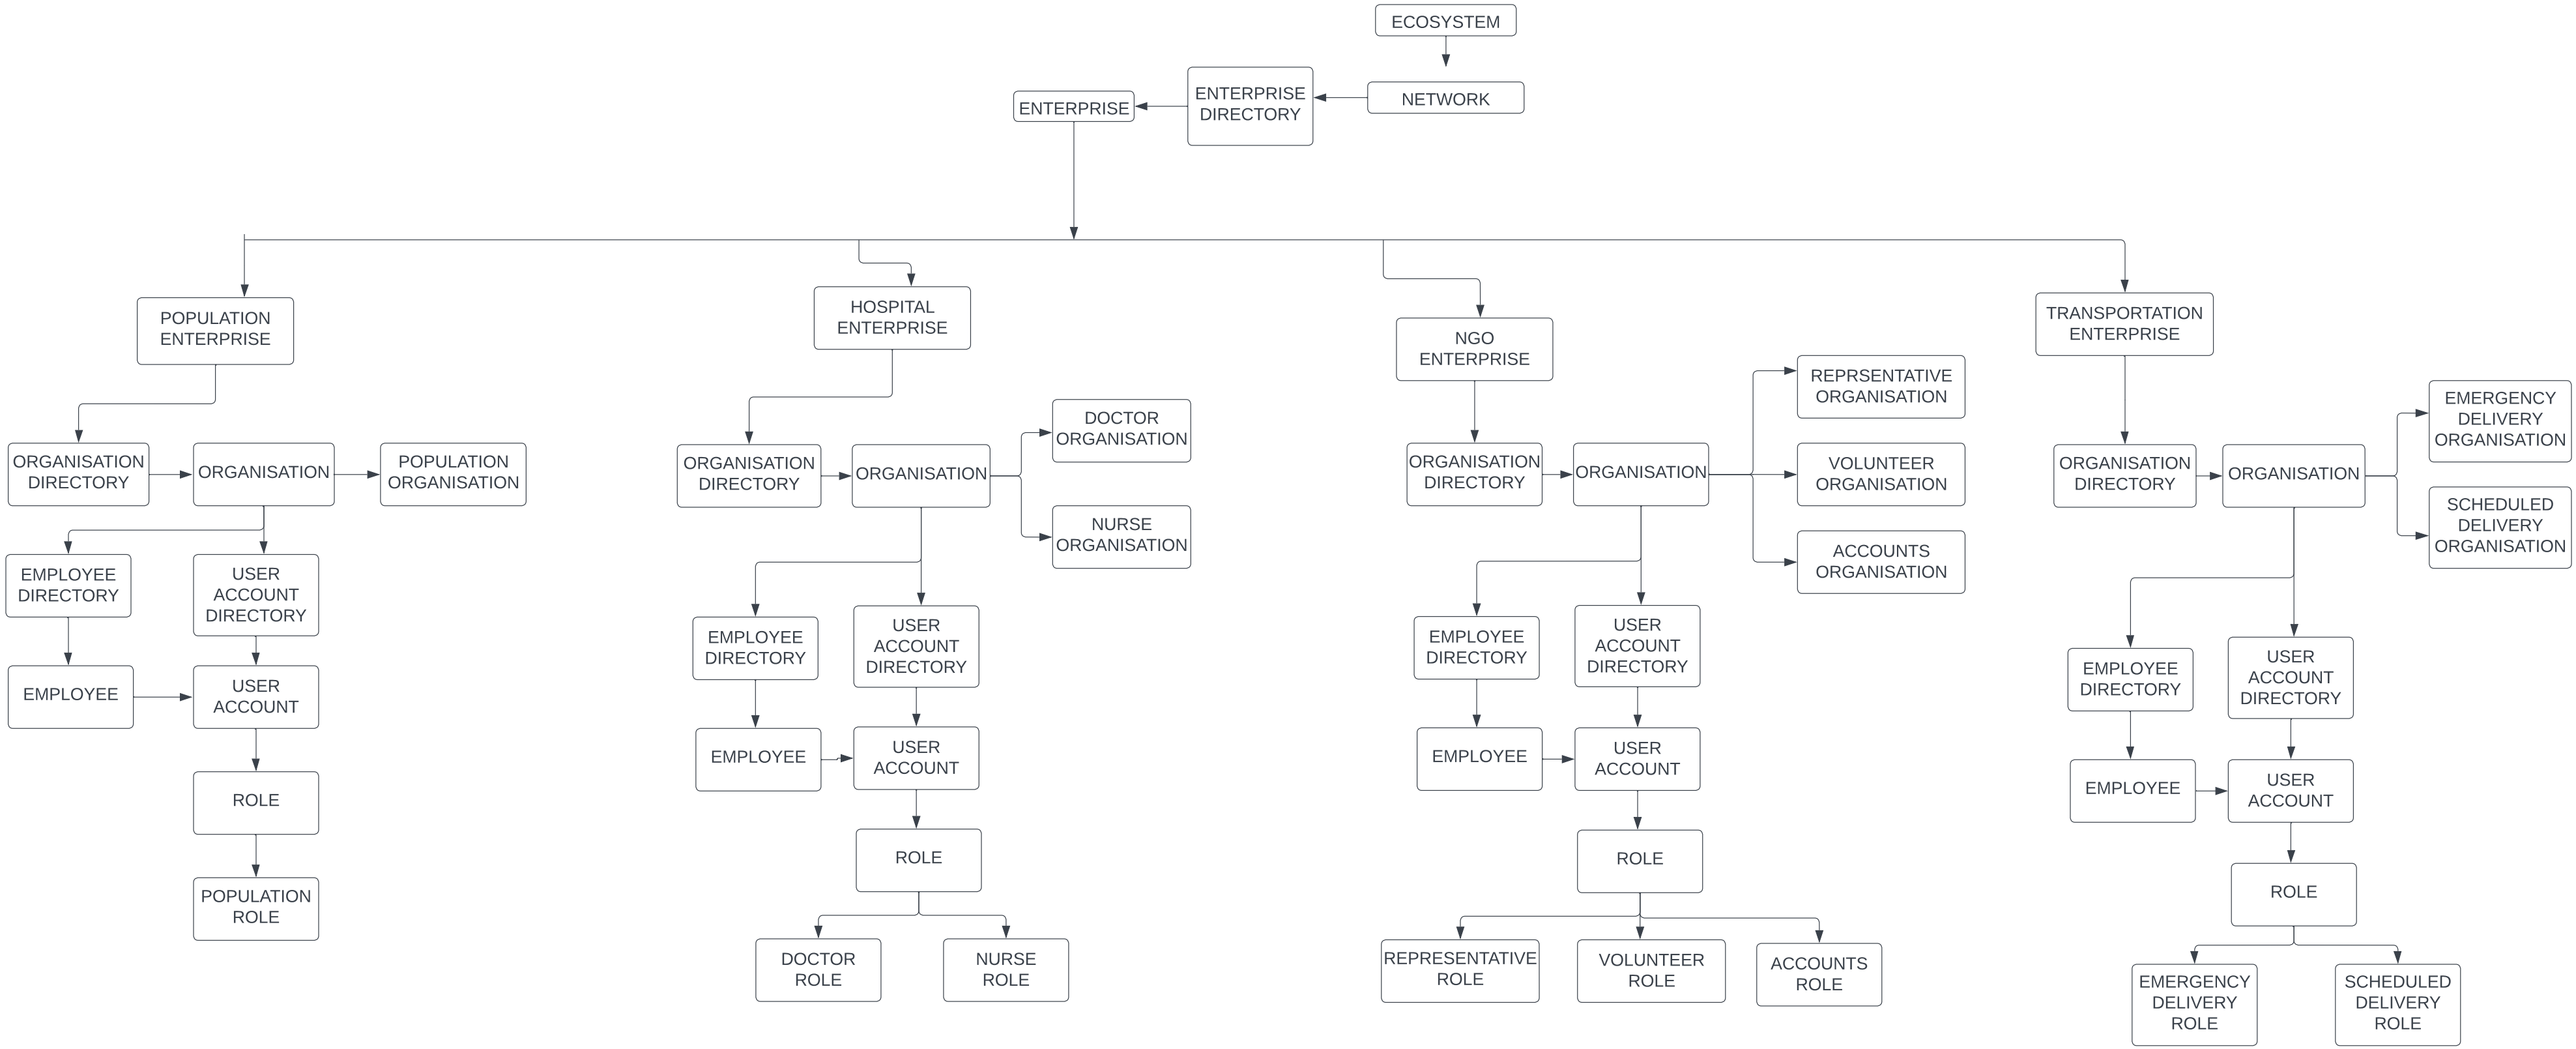 ECOSYSTEM
NETWORK
ENTERPRISE
DIRECTORY
ENTERPRISE
POPULATION
ENTERPRISE
ORGANISATION
DIRECTORY
ORGANISATION
POPULATION
ORGANISATION
EMPLOYEE
DIRECTORY
USER
ACCOUNT
DIRECTORY
EMPLOYEE
USER
ACCOUNT
ROLE
POPULATION
ROLE
HOSPITAL
ENTERPRISE
ORGANISATION
DIRECTORY
ORGANISATION
DOCTOR
ORGANISATION
NURSE
ORGANISATION
EMPLOYEE
DIRECTORY
USER
ACCOUNT
DIRECTORY
EMPLOYEE
USER
ACCOUNT
ROLE
DOCTOR
ROLE
NURSE
ROLE
NGO
ENTERPRISE
ORGANISATION
DIRECTORY
ORGANISATION
REPRSENTATIVE
ORGANISATION
VOLUNTEER
ORGANISATION
ACCOUNTS
ORGANISATION
EMPLOYEE
DIRECTORY
USER
ACCOUNT
DIRECTORY
EMPLOYEE
USER
ACCOUNT
ROLE
REPRESENTATIVE
ROLE
VOLUNTEER
ROLE
ACCOUNTS
ROLE
TRANSPORTATION
ENTERPRISE
ORGANISATION
DIRECTORY
ORGANISATION
EMERGENCY
DELIVERY
ORGANISATION
SCHEDULED
DELIVERY
ORGANISATION
EMPLOYEE
DIRECTORY
USER
ACCOUNT
DIRECTORY
EMPLOYEE
USER
ACCOUNT
ROLE
EMERGENCY
DELIVERY
ROLE
SCHEDULED
DELIVERY
ROLE